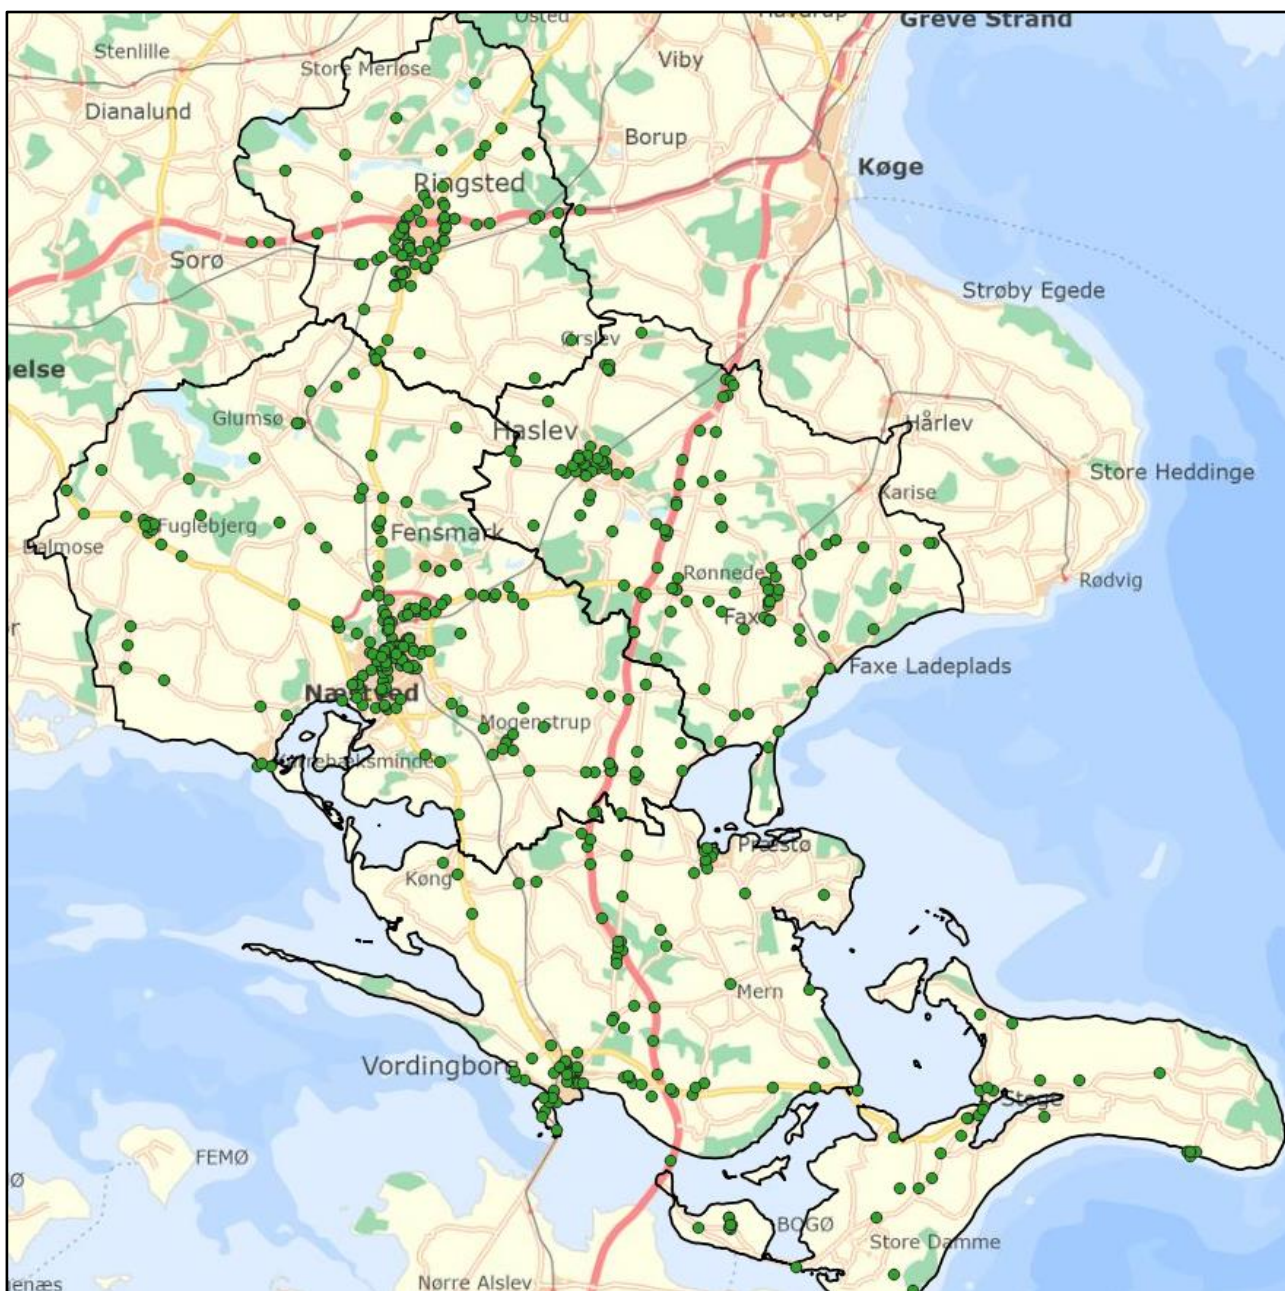 Greve Strand
Stenlille
Viby
Store Merløse
Dianalund
Borup
Køge
Ringsted
Sorø
Strøby Egede
Ørslev
Glumsø
Haslev
Hårlev
Store Heddinge
Karise
Fuglebjerg
Fensmark
Rønnede
Rødvig
Faxe Ladeplads
Næstved
Mogenstrup
Præstø
Køng
Mern
Vordingborg
Stege
FEMØ
BOGØ
Store Damme
Nørre Alslev